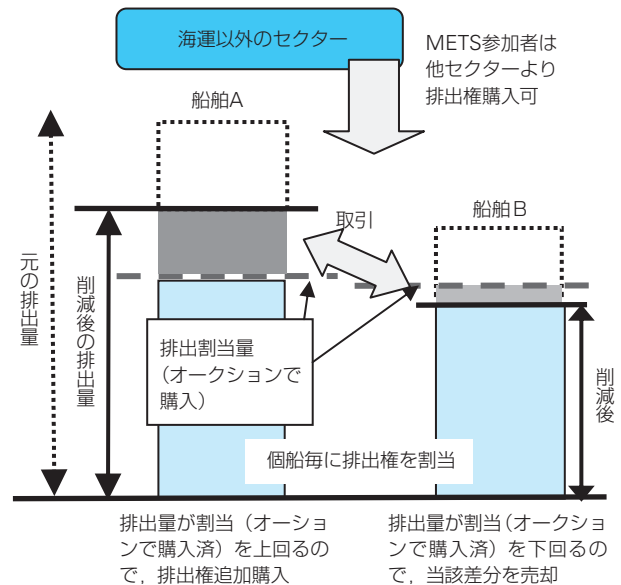 海運以外のセクター
METS参加者は
他セクターより
排出権購入可
船舶A
取引
船舶B
元の排出量
削減後の排出量
排出割当量
（オークションで
購入）
削減後
個船毎に排出権を割当
排出量が割当（オーショ
ンで購入済）を上回るの
で，排出権追加購入
排出量が割当（オークショ
ンで購入済）を下回るの
で，当該差分を売却